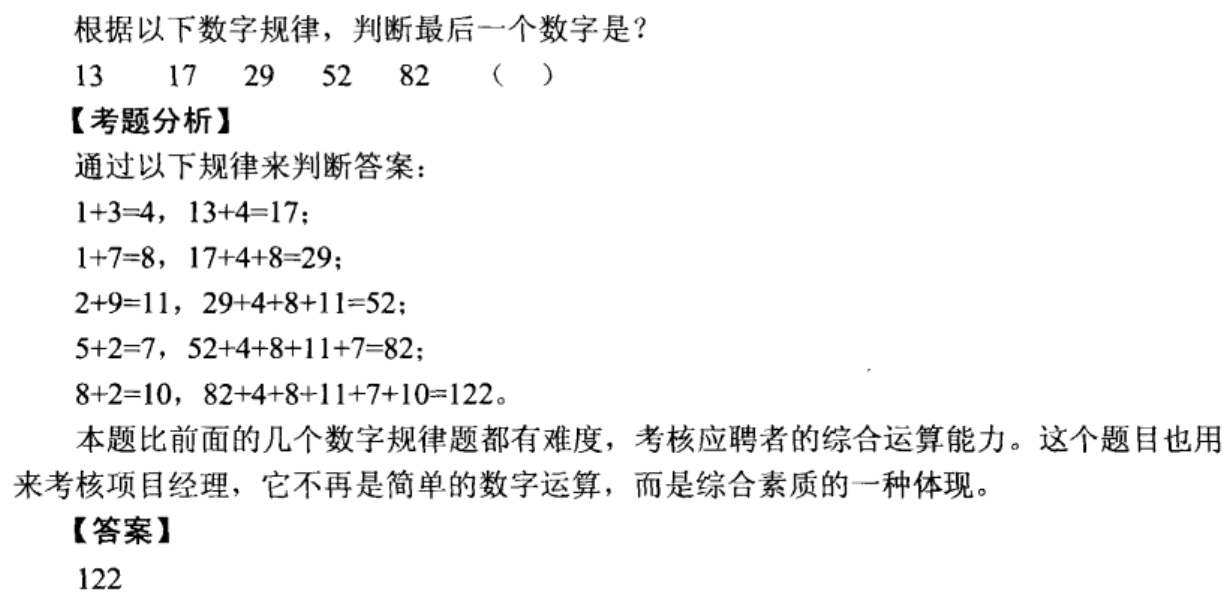 根据以下数字规律，判断最后一个数字是？
13 17 29 52 82 （ ）
【考题分析】
通过以下规律来判断答案：
1+3=4，13+4=17；
1+7=8，17+4+8=29；
2+9=11，29+4+8+11=52；
5+2=7，52+4+8+11+7=82；
8+2=10，82+4+8+11+7+10=122。
本题比前面的几个数字规律题都有难度，考核应聘者的综合运算能力。这个题目也用
来考核项目经理，它不再是简单的数字运算，而是综合素质的一种体现。
【答案】
122